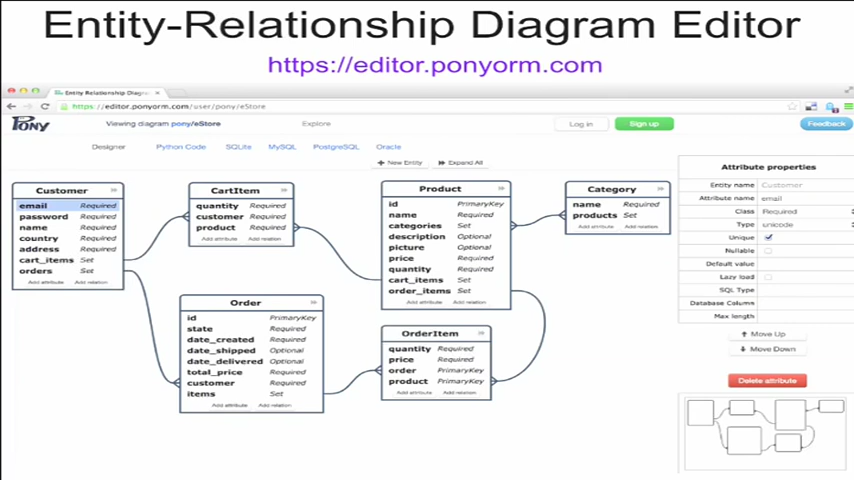 Entity-Relationship Diagram Editor
https://editor.ponyorm.com
Entity Relationship Diagra
https://editor.ponyorm.com/user/pony/eStore
PONY
Viewing diagram pony/eStore
Explore
Log in
Sign up
Feedback
Designer
Python Code
SQLite
MySQL
PostgreSQL
Oracle
New Entity
Expand All
Customer
email Required
password Required
name Required
country Required
address Required
cart_items Set
orders Set
Add attribute Add relation
CartItem
quantity Required
customer Required
product Required
Add attribute Add relation
Product
id PrimaryKey
name Required
categories Set
description Optional
picture Optional
price Required
quantity Required
cart_items Set
order_items Set
Add attribute Add relation
Category
name Required
products Set
Add attribute Add relation
Order
id PrimaryKey
state Required
date_created Required
date_shipped Optional
date_delivered Optional
total_price Required
customer Required
items Set
Add attribute Add relation
OrderItem
quantity Required
price Required
order PrimaryKey
product PrimaryKey
Add attribute Add relation
Attribute properties
Entity name Customer
Attribute name email
Class Required
Type unicode
Unique
Nullable
Default value
Lazy load
SQL Type
Database Column
Max length
Move Up
Move Down
Delete attribute